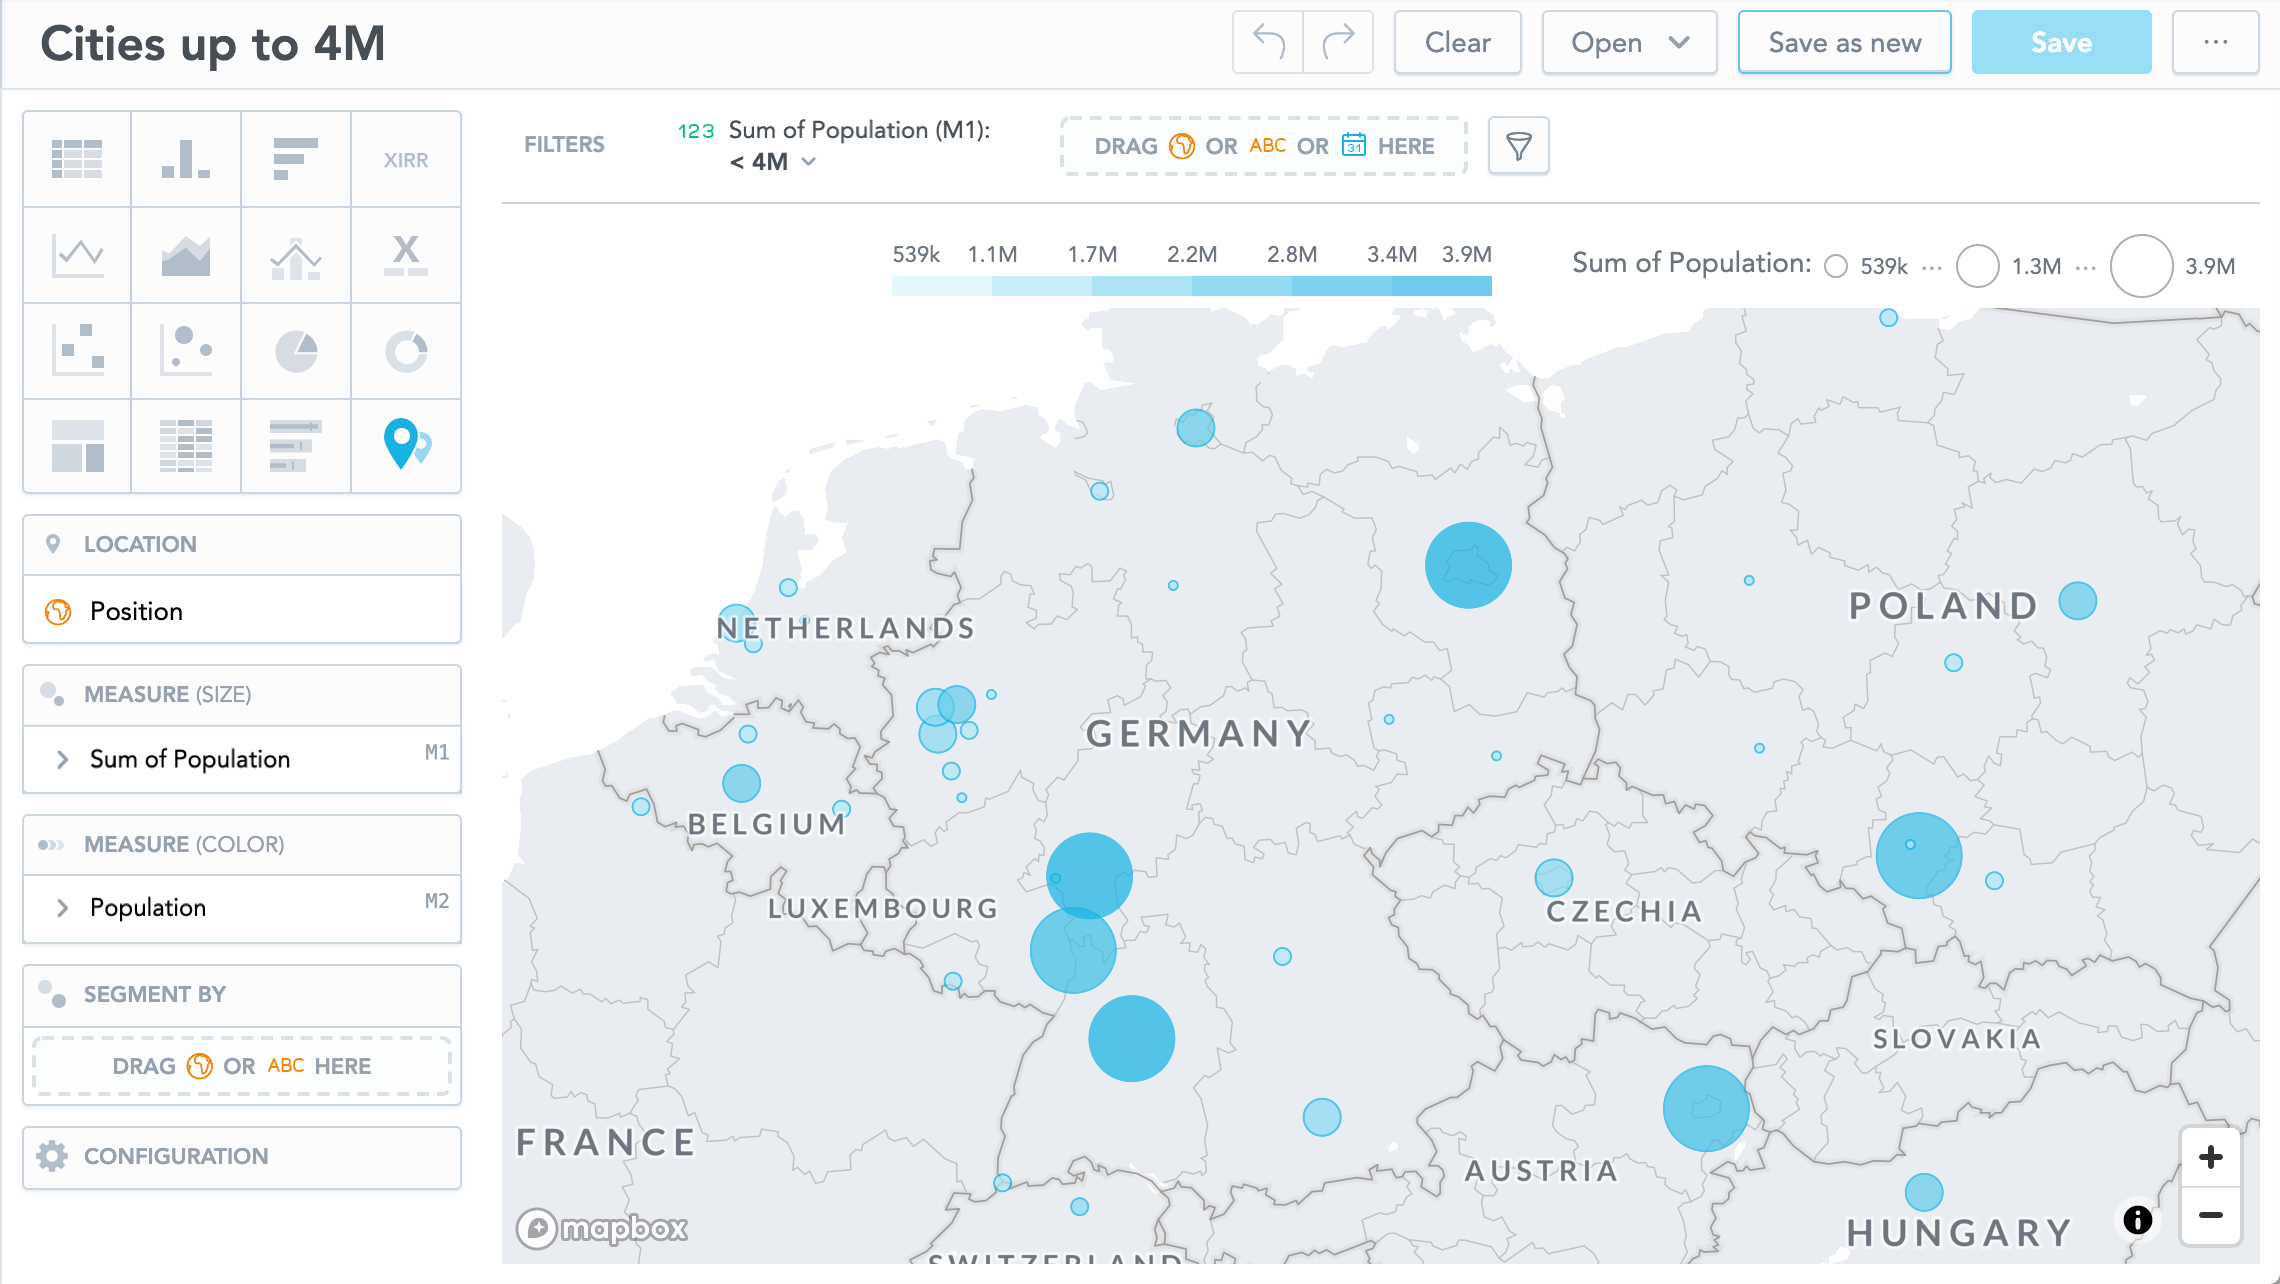 Cities up to 4M
Clear
Open
Save as new
Save
...
XIRR
X
LOCATION
Position
MEASURE (SIZE)
Sum of Population M1
MEASURE (COLOR)
Population M2
SEGMENT BY
DRAG OR ABC HERE
CONFIGURATION
FILTERS
123 Sum of Population (M1):
< 4M
DRAG OR ABC OR 31 HERE
539k 1.1M 1.7M 2.2M 2.8M 3.4M 3.9M
Sum of Population: 539k ... 1.3M ... 3.9M
NETHERLANDS
POLAND
GERMANY
BELGIUM
LUXEMBOURG
CZECHIA
SLOVAKIA
FRANCE
AUSTRIA
HUNGARY
SWITZERLAND
mapbox
i
+
−